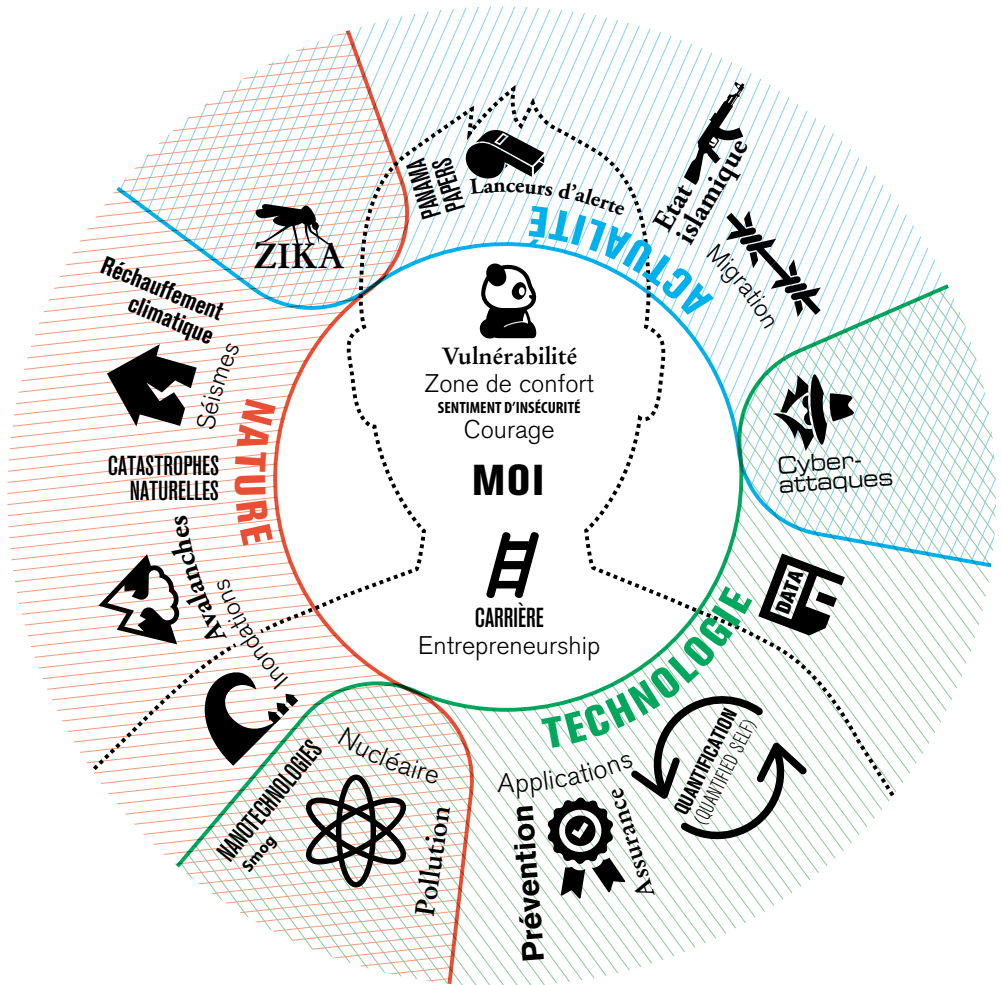 PANAMA
PAPERS
Lanceurs d'alerte
Etat
islamique
ACTUALITÉ
Migration
ZIKA
Réchauffement
climatique
Séismes
NATURE
CATASTROPHES
NATURELLES
Avalanches
Inondations
Vulnérabilité
Zone de confort
SENTIMENT D'INSÉCURITÉ
Courage
MOI
CARRIÈRE
Entrepreneurship
Cyber-
attaques
DATA
TECHNOLOGIE
QUANTIFICATION
(QUANTIFIED SELF)
Applications
Prévention
Assurance
Nucléaire
NANOTECHNOLOGIES
Smog
Pollution